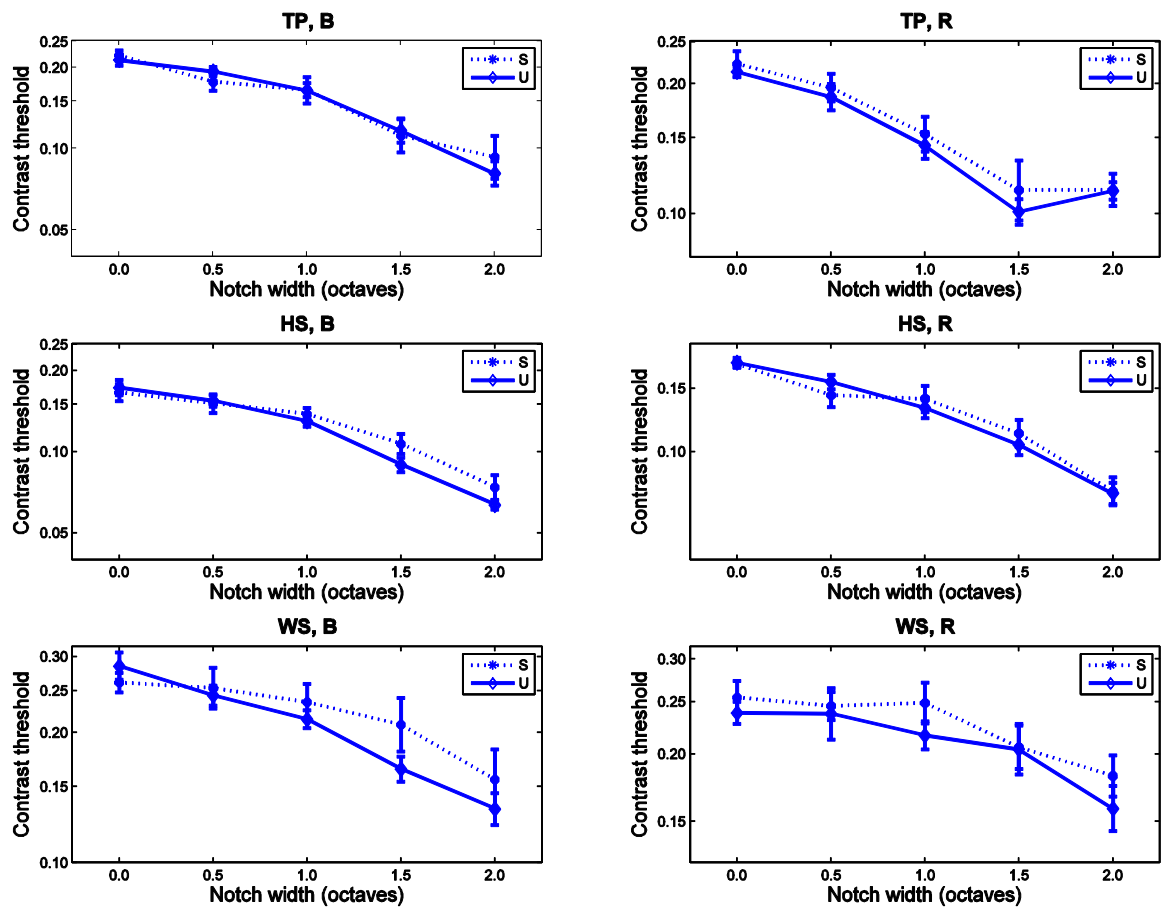 TP, B
0.25
0.20
0.15
0.10
0.05
Contrast threshold
S
U
0.0 0.5 1.0 1.5 2.0
Notch width (octaves)
TP, R
0.25
0.20
0.15
0.10
Contrast threshold
S
U
0.0 0.5 1.0 1.5 2.0
Notch width (octaves)
HS, B
0.25
0.20
0.15
0.10
0.05
Contrast threshold
S
U
0.0 0.5 1.0 1.5 2.0
Notch width (octaves)
HS, R
0.15
0.10
Contrast threshold
S
U
0.0 0.5 1.0 1.5 2.0
Notch width (octaves)
WS, B
0.30
0.25
0.20
0.15
0.10
Contrast threshold
S
U
0.0 0.5 1.0 1.5 2.0
Notch width (octaves)
WS, R
0.30
0.25
0.20
0.15
Contrast threshold
S
U
0.0 0.5 1.0 1.5 2.0
Notch width (octaves)